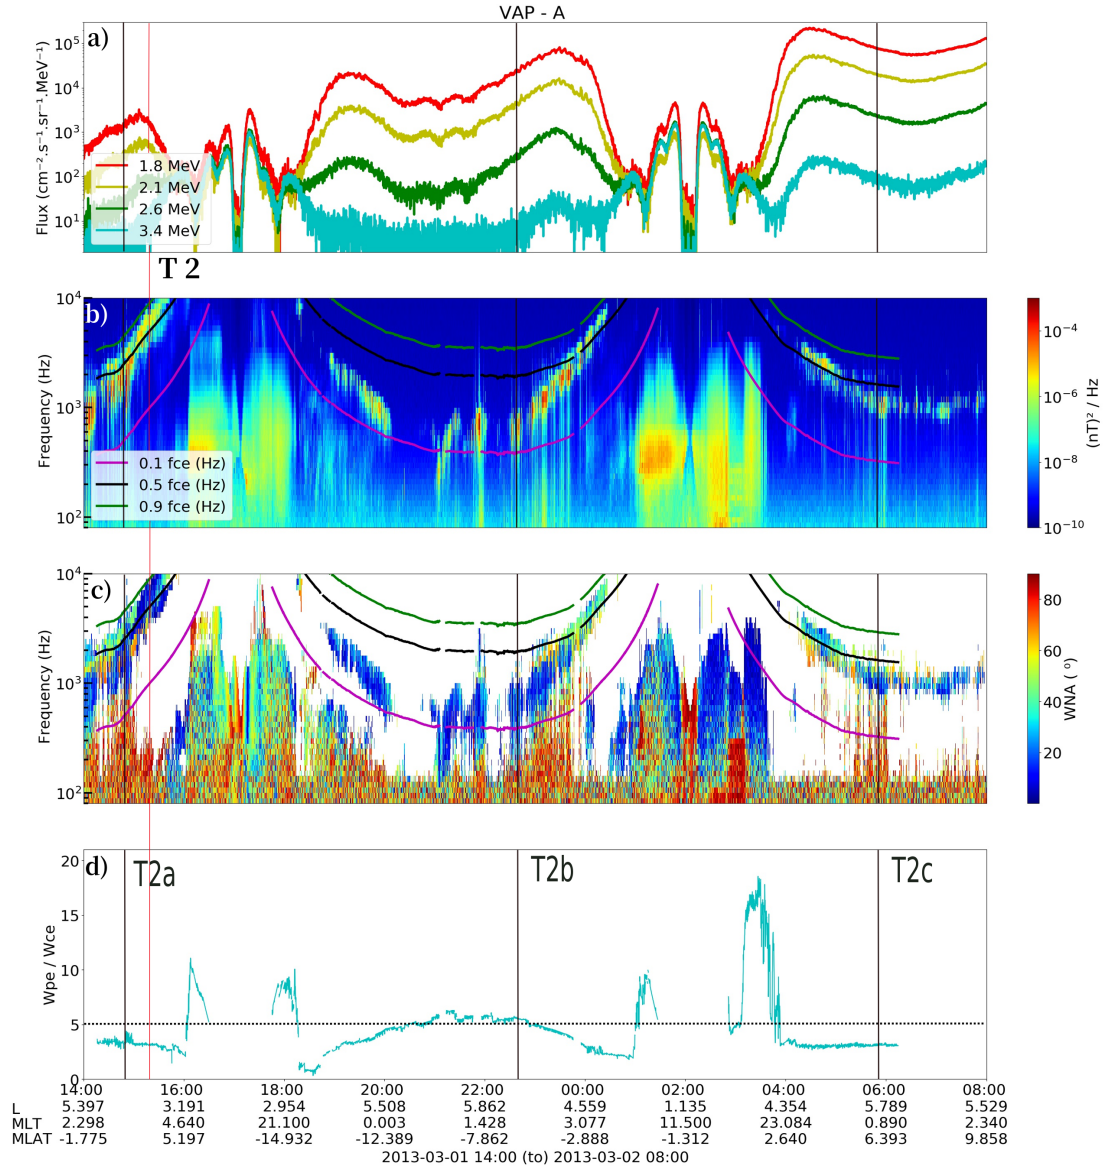 VAP - A
a)
Flux (cm⁻².s⁻¹.sr⁻¹.MeV⁻¹)
10⁵
10⁴
10³
10²
10¹
1.8 MeV
2.1 MeV
2.6 MeV
3.4 MeV
T 2
b)
Frequency (Hz)
10⁴
10³
10²
0.1 fce (Hz)
0.5 fce (Hz)
0.9 fce (Hz)
10⁻⁴
10⁻⁶
10⁻⁸
10⁻¹⁰
(nT)² / Hz
c)
Frequency (Hz)
10⁴
10³
10²
80
60
40
20
WNA ( ⁰)
d)
T2a
T2b
T2c
Wpe / Wce
20
15
10
5
0
14:00 16:00 18:00 20:00 22:00 00:00 02:00 04:00 06:00 08:00
L 5.397 3.191 2.954 5.508 5.862 4.559 1.135 4.354 5.789 5.529
MLT 2.298 4.640 21.100 0.003 1.428 3.077 11.500 23.084 0.890 2.340
MLAT -1.775 5.197 -14.932 -12.389 -7.862 -2.888 -1.312 2.640 6.393 9.858
2013-03-01 14:00 (to) 2013-03-02 08:00